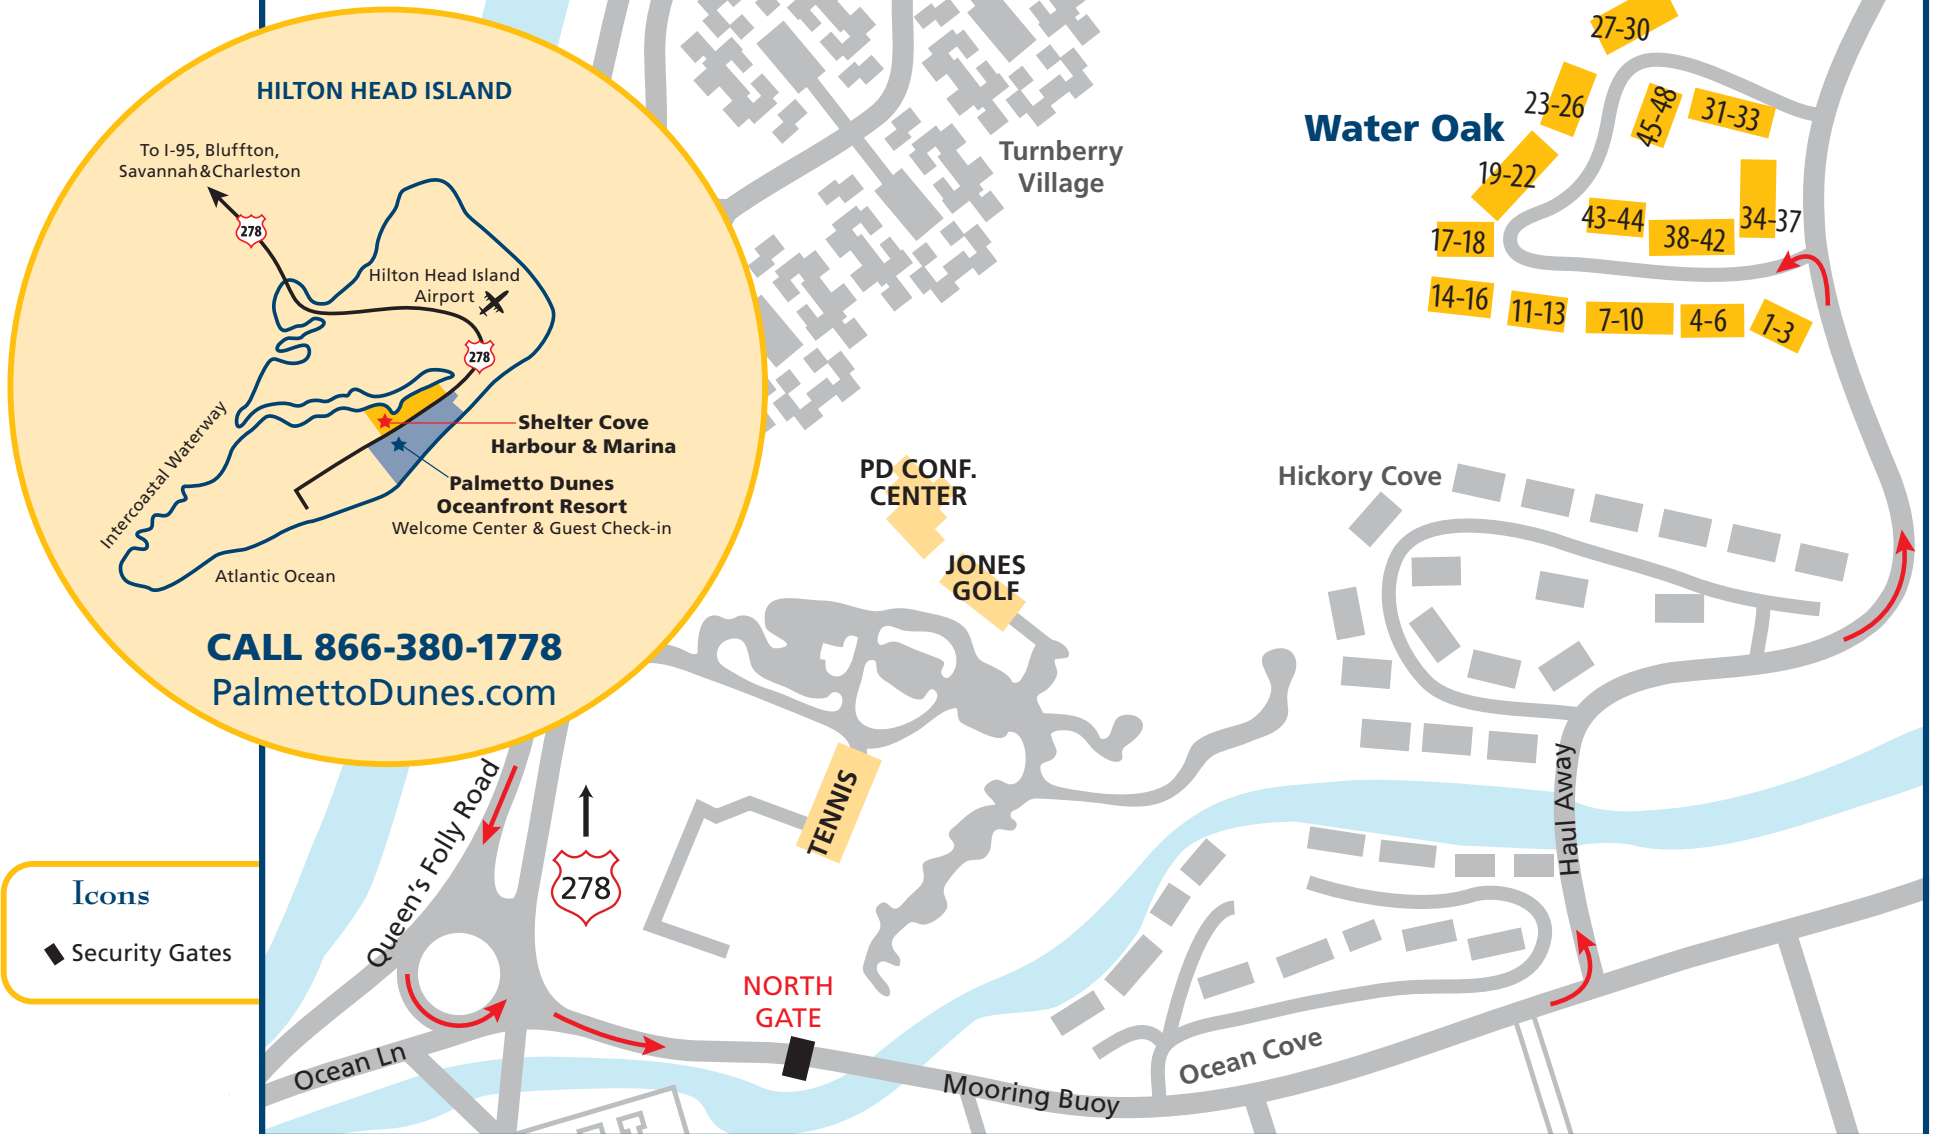 HILTON HEAD ISLAND
To I-95, Bluffton,
Savannah&Charleston
278
Hilton Head Island
Airport
278
Intercoastal Waterway
Shelter Cove
Harbour & Marina
Palmetto Dunes
Oceanfront Resort
Welcome Center & Guest Check-in
Atlantic Ocean
CALL 866-380-1778
PalmettoDunes.com
Turnberry
Village
Water Oak
27-30
23-26
45-48
31-33
19-22
17-18
43-44
38-42
34-37
14-16
11-13
7-10
4-6
1-3
PD CONF.
CENTER
JONES
GOLF
Hickory Cove
TENNIS
Queen's Folly Road
278
Haul Away
Icons
Security Gates
NORTH
GATE
Ocean Ln
Mooring Buoy
Ocean Cove